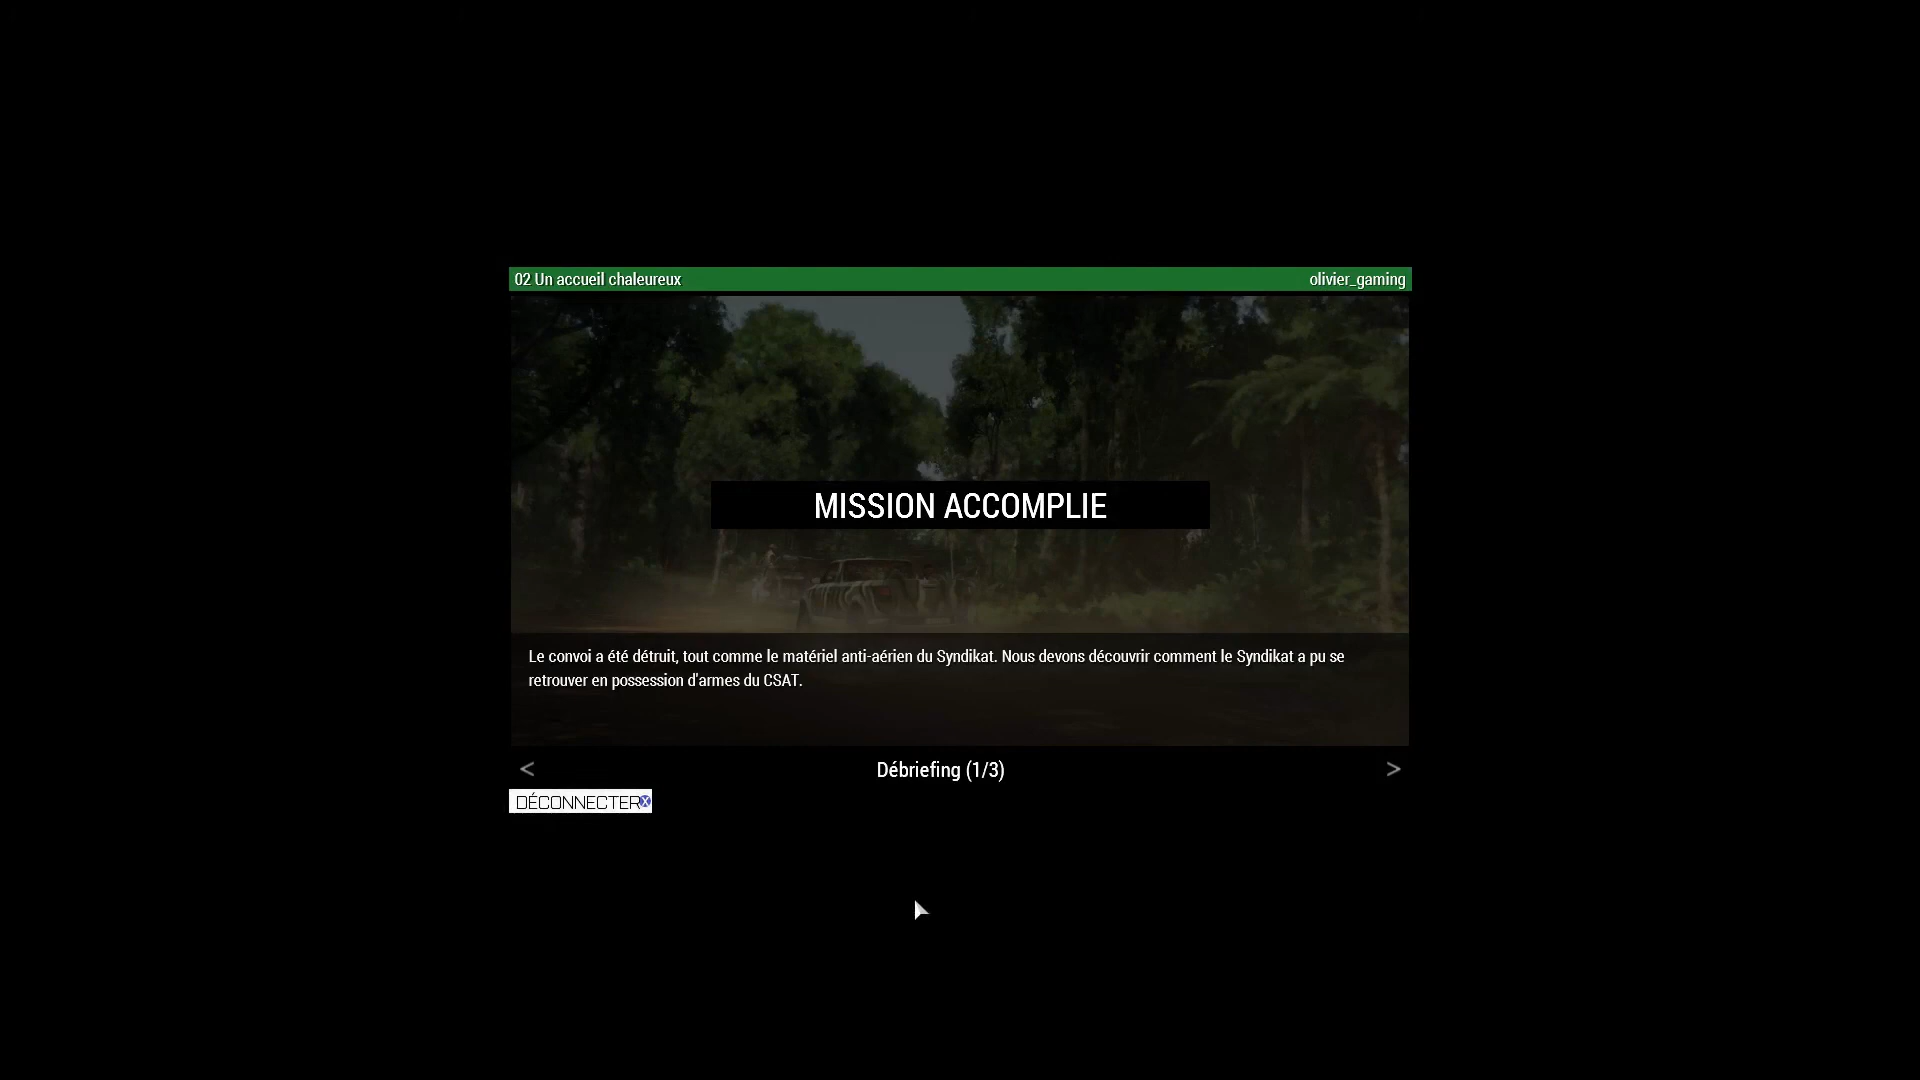 02 Un accueil chaleureux
olivier_gaming
MISSION ACCOMPLIE
Le convoi a été détruit, tout comme le matériel anti-aérien du Syndikat. Nous devons découvrir comment le Syndikat a pu se
retrouver en possession d'armes du CSAT.
< Débriefing (1/3) >
DÉCONNECTER X